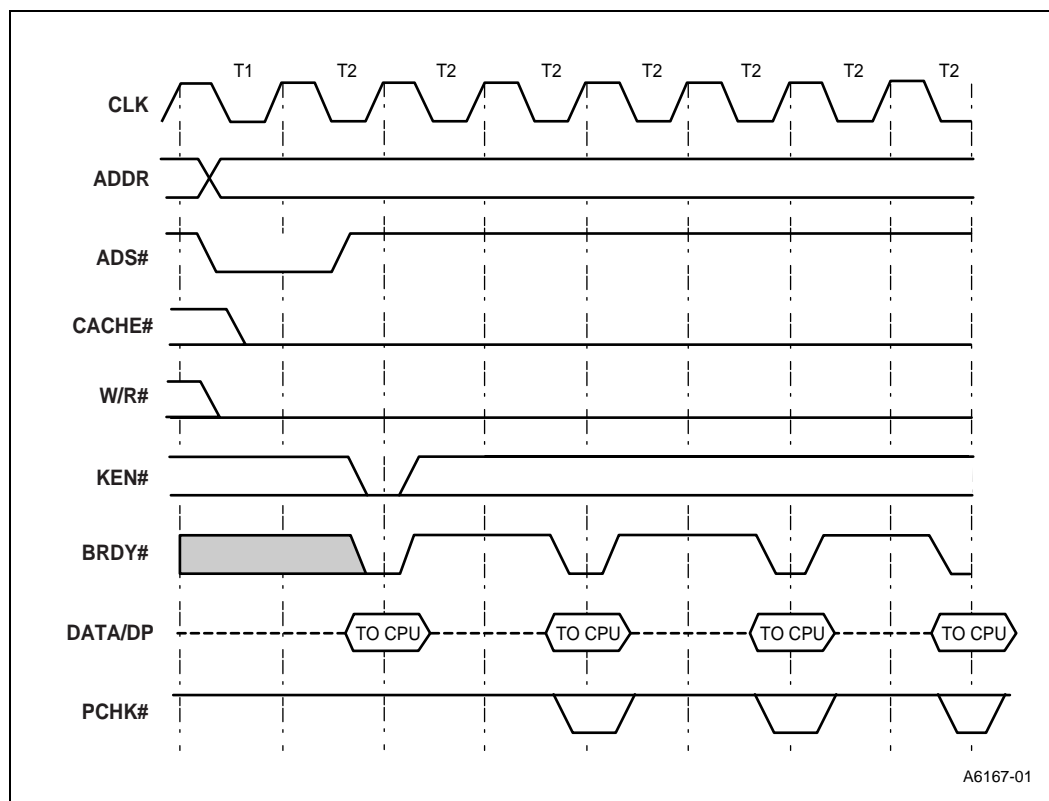 T1 T2 T2 T2 T2 T2 T2 T2
CLK
ADDR
ADS#
CACHE#
W/R#
KEN#
BRDY#
DATA/DP TO CPU TO CPU TO CPU TO CPU
PCHK#
A6167-01